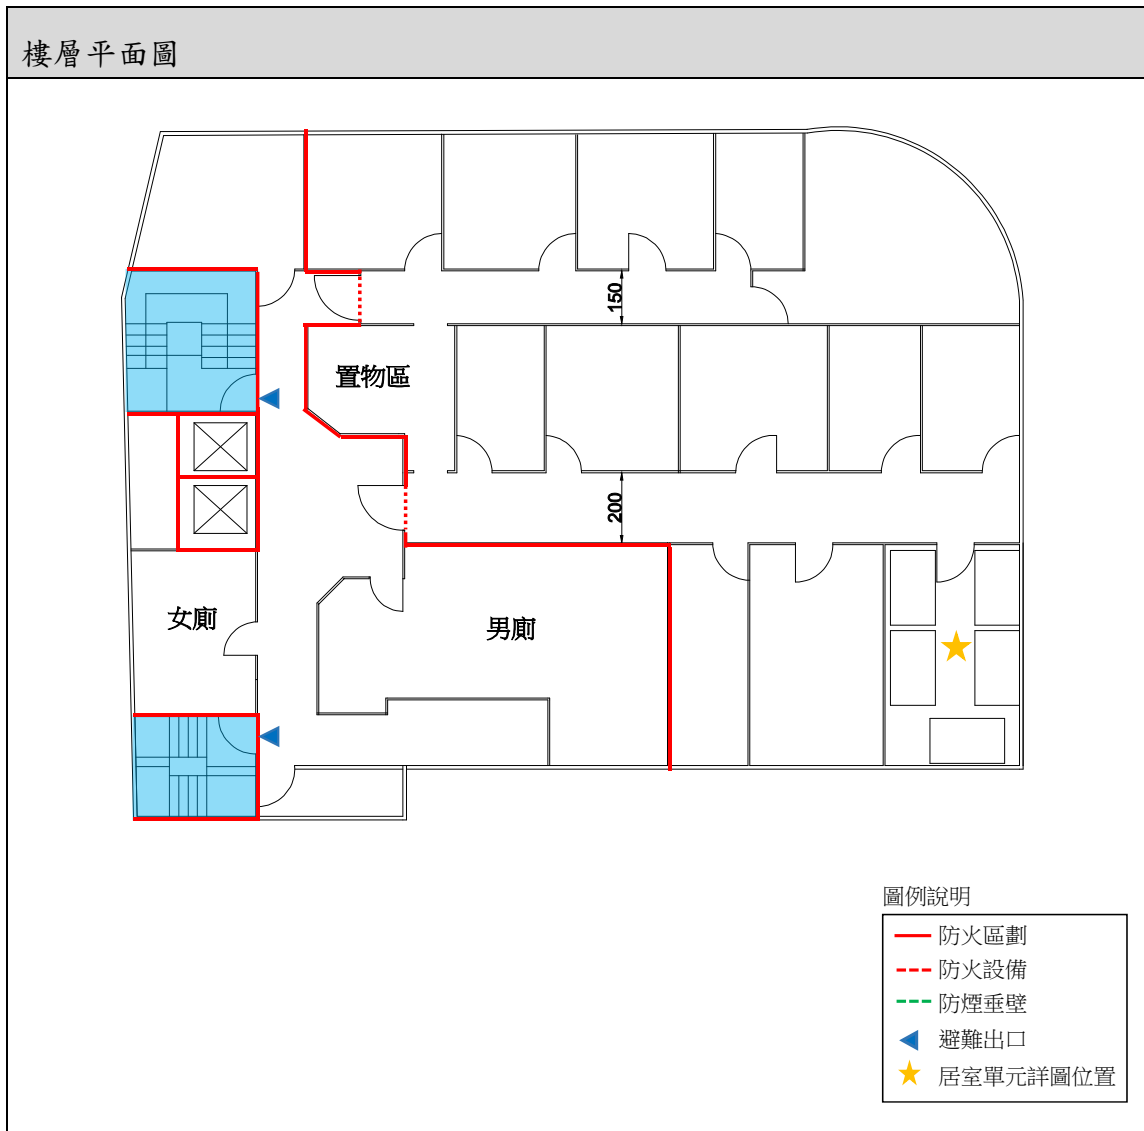 樓層平面圖
150
置物區
200
女廁
男廁
圖例說明
防火區劃
防火設備
防煙垂壁
避難出口
居室單元詳圖位置